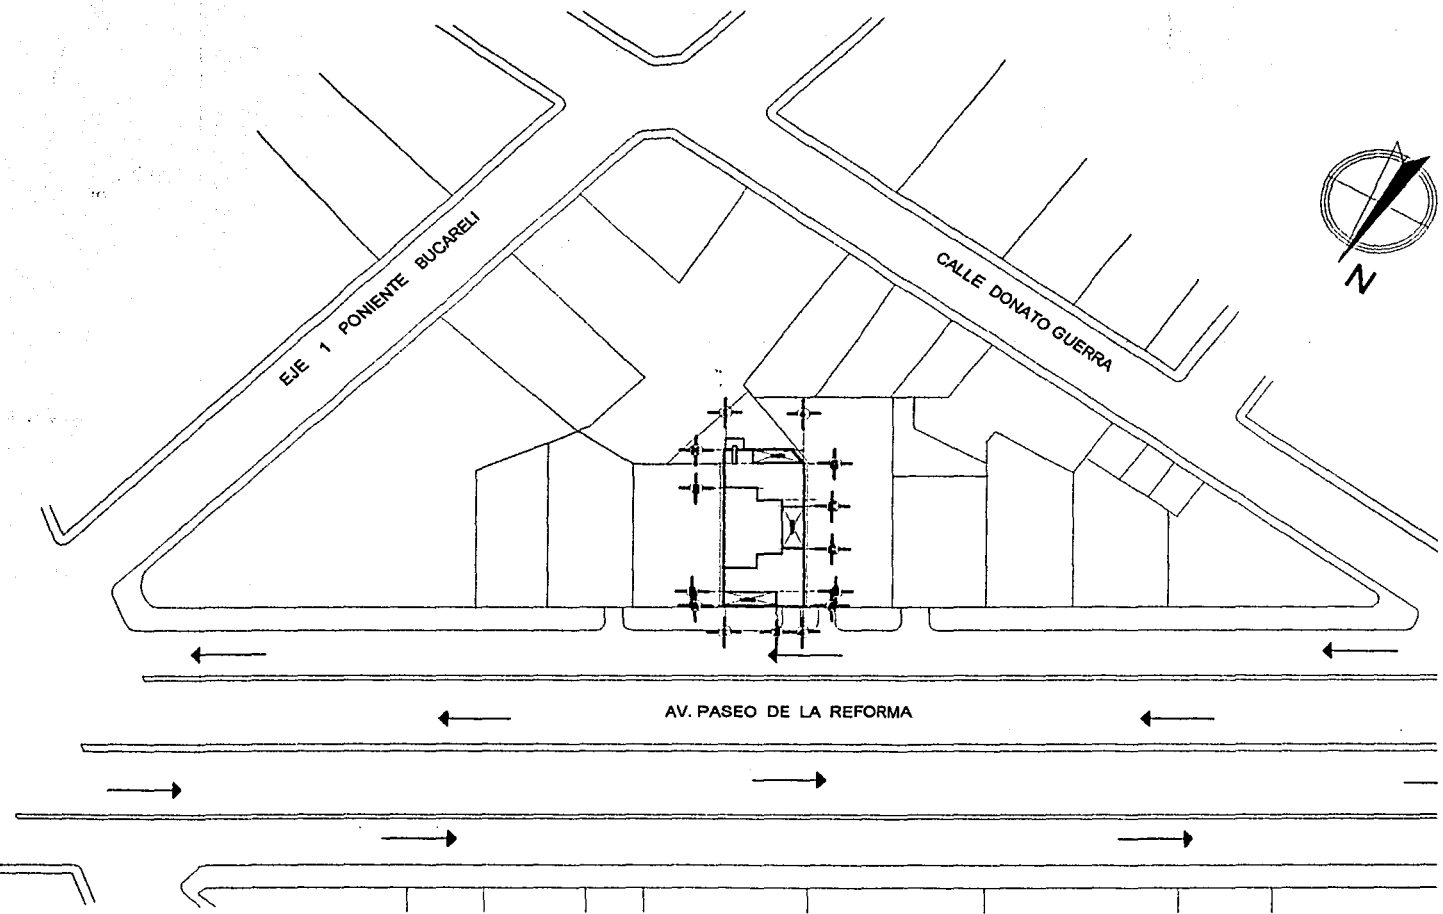 EJE 1 PONIENTE BUCARELI
CALLE DONATO GUERRA
N
AV. PASEO DE LA REFORMA